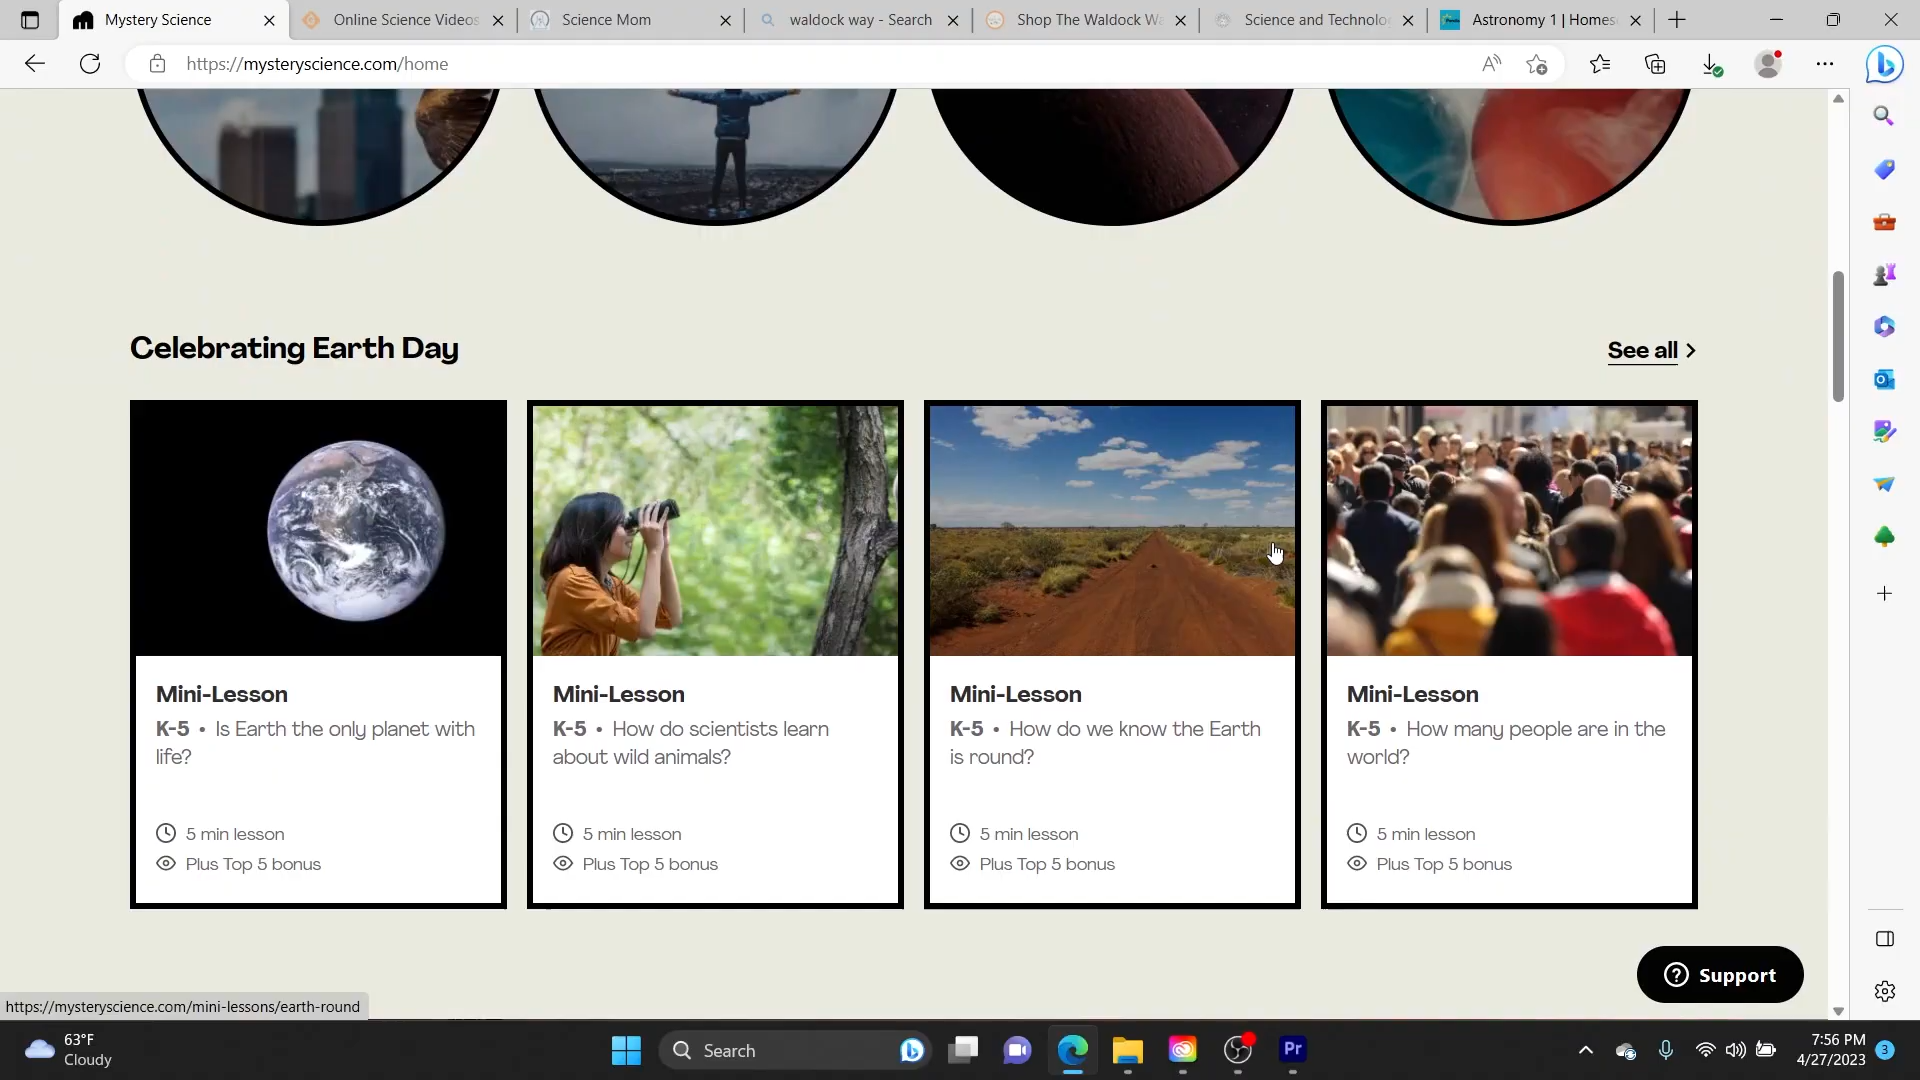 Mystery Science
Online Science Videos
Science Mom
waldock way - Search
Shop The Waldock Wa
Science and Technolo
Astronomy 1 | Homes
https://mysteryscience.com/home
Celebrating Earth Day
See all
Mini-Lesson
K-5 • Is Earth the only planet with
life?
5 min lesson
Plus Top 5 bonus
Mini-Lesson
K-5 • How do scientists learn
about wild animals?
5 min lesson
Plus Top 5 bonus
Mini-Lesson
K-5 • How do we know the Earth
is round?
5 min lesson
Plus Top 5 bonus
Mini-Lesson
K-5 • How many people are in the
world?
5 min lesson
Plus Top 5 bonus
Support
https://mysteryscience.com/mini-lessons/earth-round
63°F
Cloudy
Search
Pr
7:56 PM
4/27/2023
3